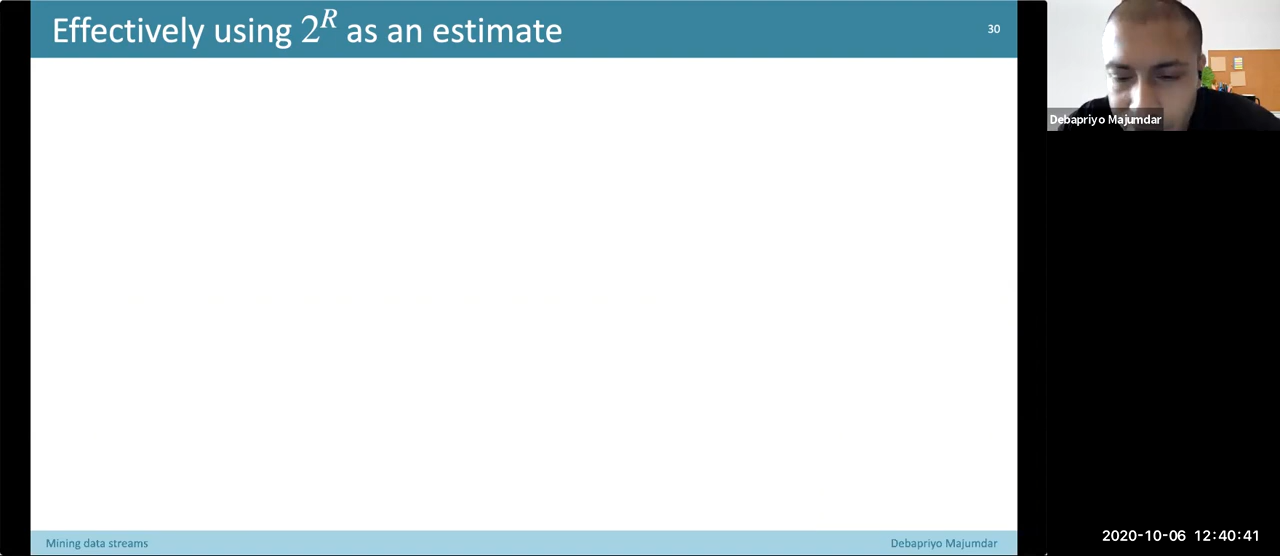 Effectively using 2^R as an estimate
30
Debapriyo Majumdar
Mining data streams
Debapriyo Majumdar
2020-10-06 12:40:41